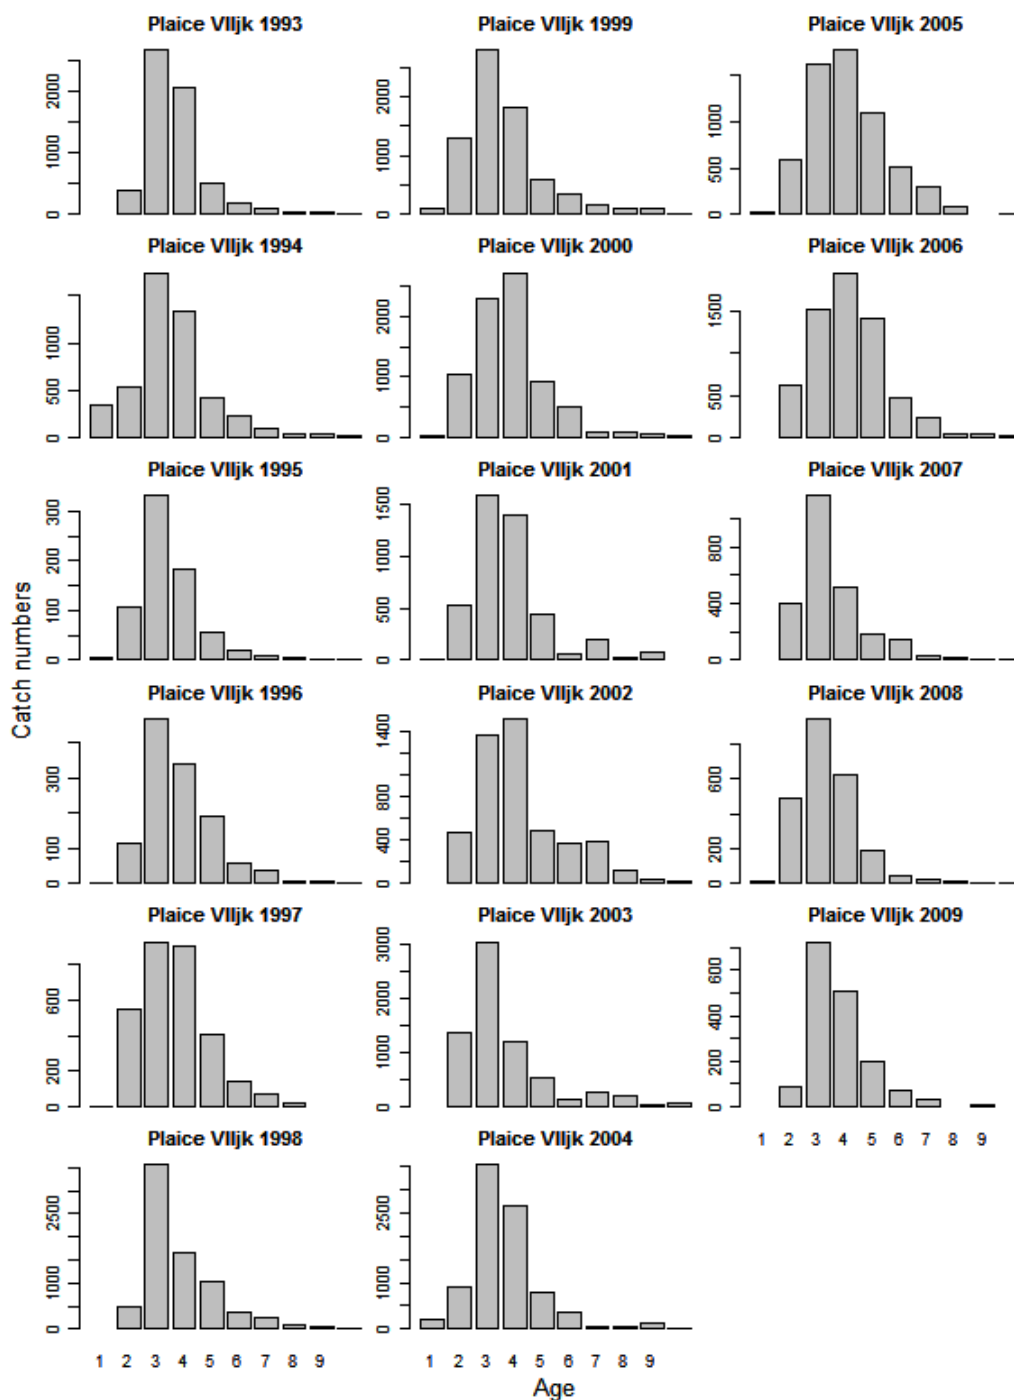 Catch numbers
Plaice VIIjk 1993
0 1000 2000
Plaice VIIjk 1994
0 500 1000
Plaice VIIjk 1995
0 100 200 300
Plaice VIIjk 1996
0 100 300
Plaice VIIjk 1997
0 200 600
Plaice VIIjk 1998
0 1000 2500
1 2 3 4 5 6 7 8 9
Plaice VIIjk 1999
0 1000 2000
Plaice VIIjk 2000
0 1000 2000
Plaice VIIjk 2001
0 500 1000 1500
Plaice VIIjk 2002
0 400 800 1400
Plaice VIIjk 2003
0 1000 2000 3000
Plaice VIIjk 2004
0 1000 2500
1 2 3 4 5 6 7 8 9
Plaice VIIjk 2005
0 500 1000
Plaice VIIjk 2006
0 500 1500
Plaice VIIjk 2007
0 400 800
Plaice VIIjk 2008
0 200 600
Plaice VIIjk 2009
0 200 400 600
1 2 3 4 5 6 7 8 9
Age